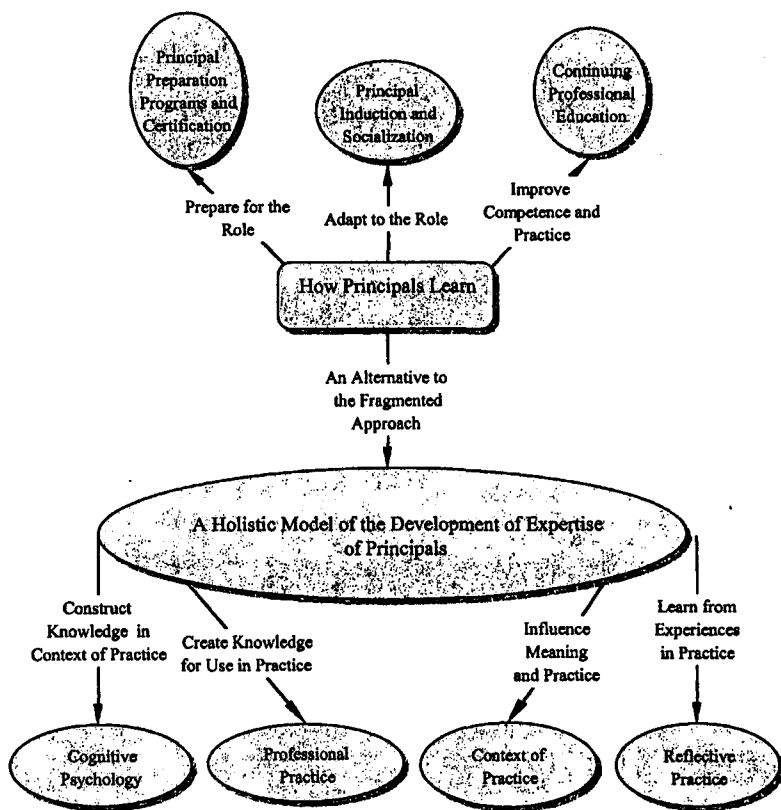 Principal
Preparation
Programs and
Certification
Principal
Induction and
Socialization
Continuing
Professional
Education
Prepare for the
Role
Adapt to the Role
Improve
Competence and
Practice
How Principals Learn
An Alternative to
the Fragmented
Approach
A Holistic Model of the Development of Expertise
of Principals
Construct
Knowledge in
Context of Practice
Create Knowledge
for Use in Practice
Influence
Meaning
and Practice
Learn from
Experiences
in Practice
Cognitive
Psychology
Professional
Practice
Context of
Practice
Reflective
Practice